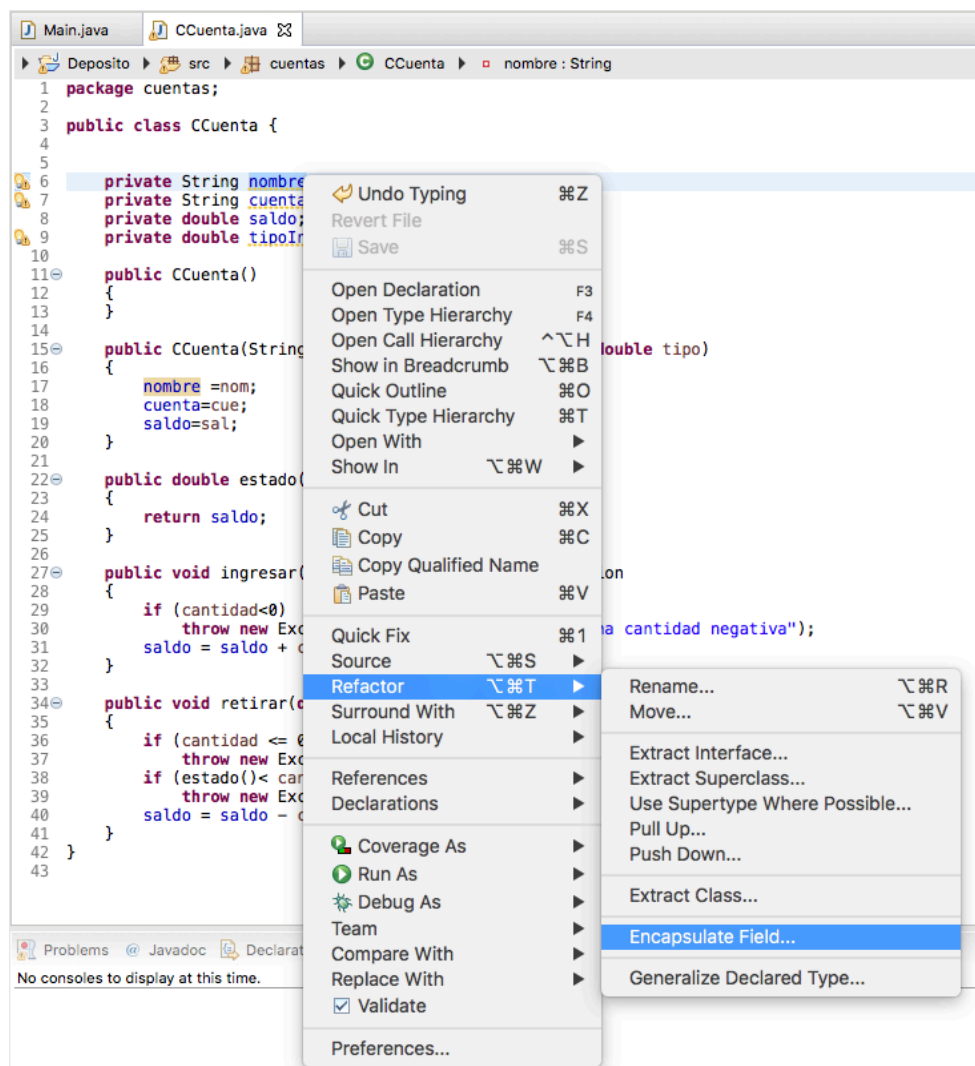 Main.java CCuenta.java
Deposito src cuentas CCuenta nombre : String
1 package cuentas;
2
3 public class CCuenta {
4
5
6 private String nombre
7 private String cuenta
8 private double saldo;
9 private double tipoIn
10
11 public CCuenta()
12 {
13 }
14
15 public CCuenta(String double tipo)
16 {
17 nombre =nom;
18 cuenta=cue;
19 saldo=sal;
20 }
21
22 public double estado(
23 {
24 return saldo;
25 }
26
27 public void ingresar( ion
28 {
29 if (cantidad<0)
30 throw new Exc na cantidad negativa");
31 saldo = saldo + c
32 }
33
34 public void retirar(d
35 {
36 if (cantidad <= 0
37 throw new Exc
38 if (estado()< can
39 throw new Exc
40 saldo = saldo - c
41 }
42 }
43
Undo Typing ⌘Z
Revert File
Save ⌘S
Open Declaration F3
Open Type Hierarchy F4
Open Call Hierarchy ^⌥H
Show in Breadcrumb ⌥⌘B
Quick Outline ⌘O
Quick Type Hierarchy ⌘T
Open With
Show In ⌥⌘W
Cut ⌘X
Copy ⌘C
Copy Qualified Name
Paste ⌘V
Quick Fix ⌘1
Source ⌥⌘S
Refactor ⌥⌘T
Surround With ⌥⌘Z
Local History
References
Declarations
Coverage As
Run As
Debug As
Team
Compare With
Replace With
Validate
Preferences...
Rename... ⌥⌘R
Move... ⌥⌘V
Extract Interface...
Extract Superclass...
Use Supertype Where Possible...
Pull Up...
Push Down...
Extract Class...
Encapsulate Field...
Generalize Declared Type...
Problems @ Javadoc Declarat
No consoles to display at this time.